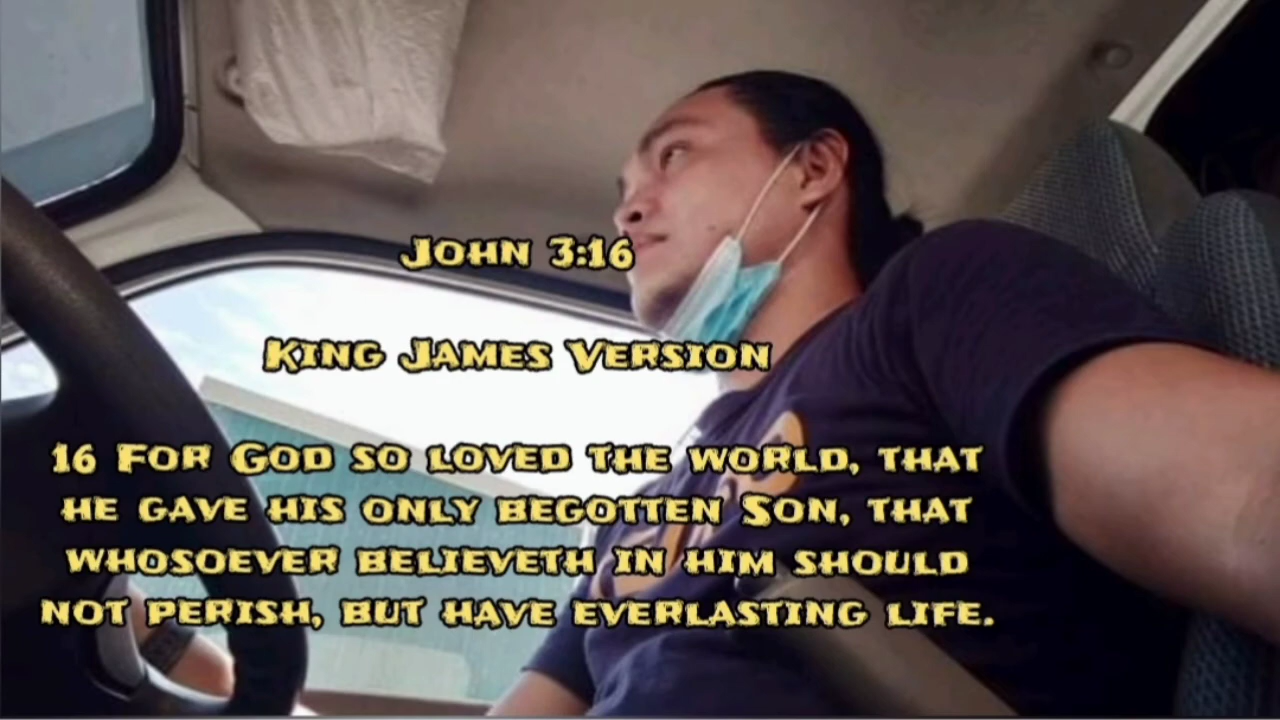 John 3:16
King James Version
16 For God so loved the world, that
he gave his only begotten Son, that
whosoever believeth in him should
not perish, but have everlasting life.